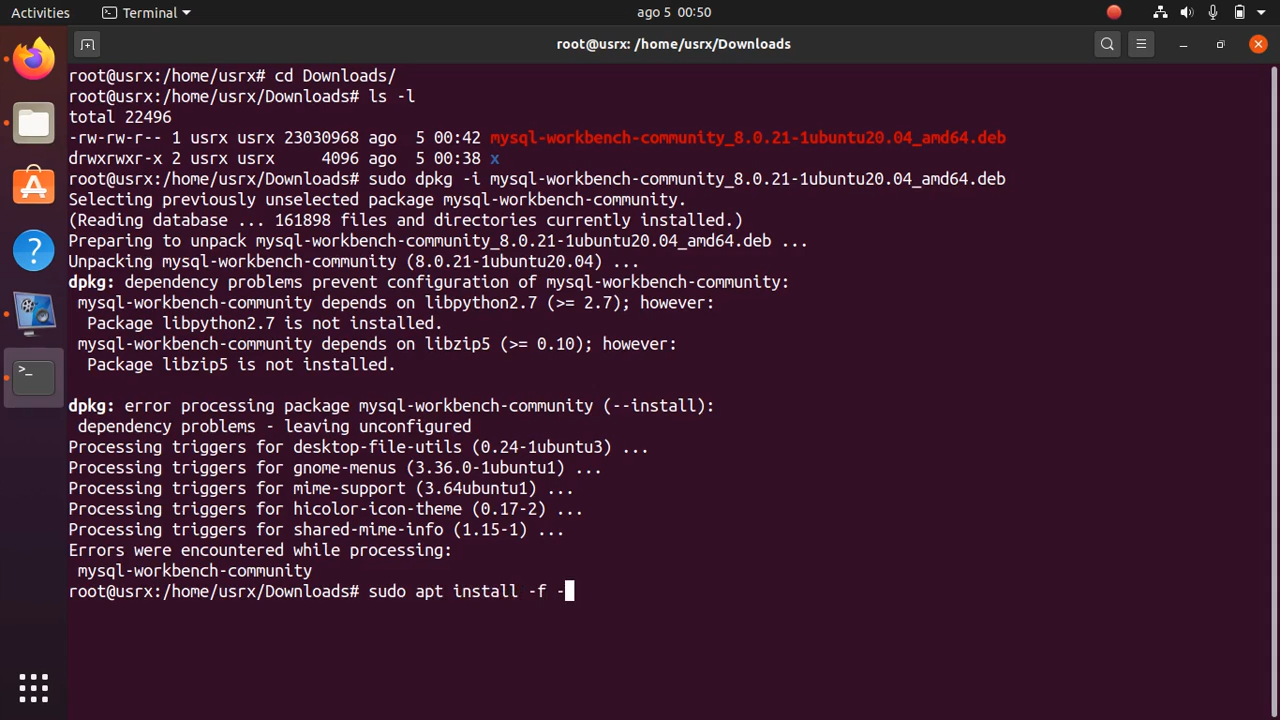 Activities
Terminal
ago 5 00:50
root@usrx: /home/usrx/Downloads
root@usrx:/home/usrx# cd Downloads/
root@usrx:/home/usrx/Downloads# ls -l
total 22496
-rw-rw-r-- 1 usrx usrx 23030968 ago  5 00:42 mysql-workbench-community_8.0.21-1ubuntu20.04_amd64.deb
drwxrwxr-x 2 usrx usrx     4096 ago  5 00:38 x
root@usrx:/home/usrx/Downloads# sudo dpkg -i mysql-workbench-community_8.0.21-1ubuntu20.04_amd64.deb
Selecting previously unselected package mysql-workbench-community.
(Reading database ... 161898 files and directories currently installed.)
Preparing to unpack mysql-workbench-community_8.0.21-1ubuntu20.04_amd64.deb ...
Unpacking mysql-workbench-community (8.0.21-1ubuntu20.04) ...
dpkg: dependency problems prevent configuration of mysql-workbench-community:
 mysql-workbench-community depends on libpython2.7 (>= 2.7); however:
  Package libpython2.7 is not installed.
 mysql-workbench-community depends on libzip5 (>= 0.10); however:
  Package libzip5 is not installed.
dpkg: error processing package mysql-workbench-community (--install):
 dependency problems - leaving unconfigured
Processing triggers for desktop-file-utils (0.24-1ubuntu3) ...
Processing triggers for gnome-menus (3.36.0-1ubuntu1) ...
Processing triggers for mime-support (3.64ubuntu1) ...
Processing triggers for hicolor-icon-theme (0.17-2) ...
Processing triggers for shared-mime-info (1.15-1) ...
Errors were encountered while processing:
 mysql-workbench-community
root@usrx:/home/usrx/Downloads# sudo apt install -f -